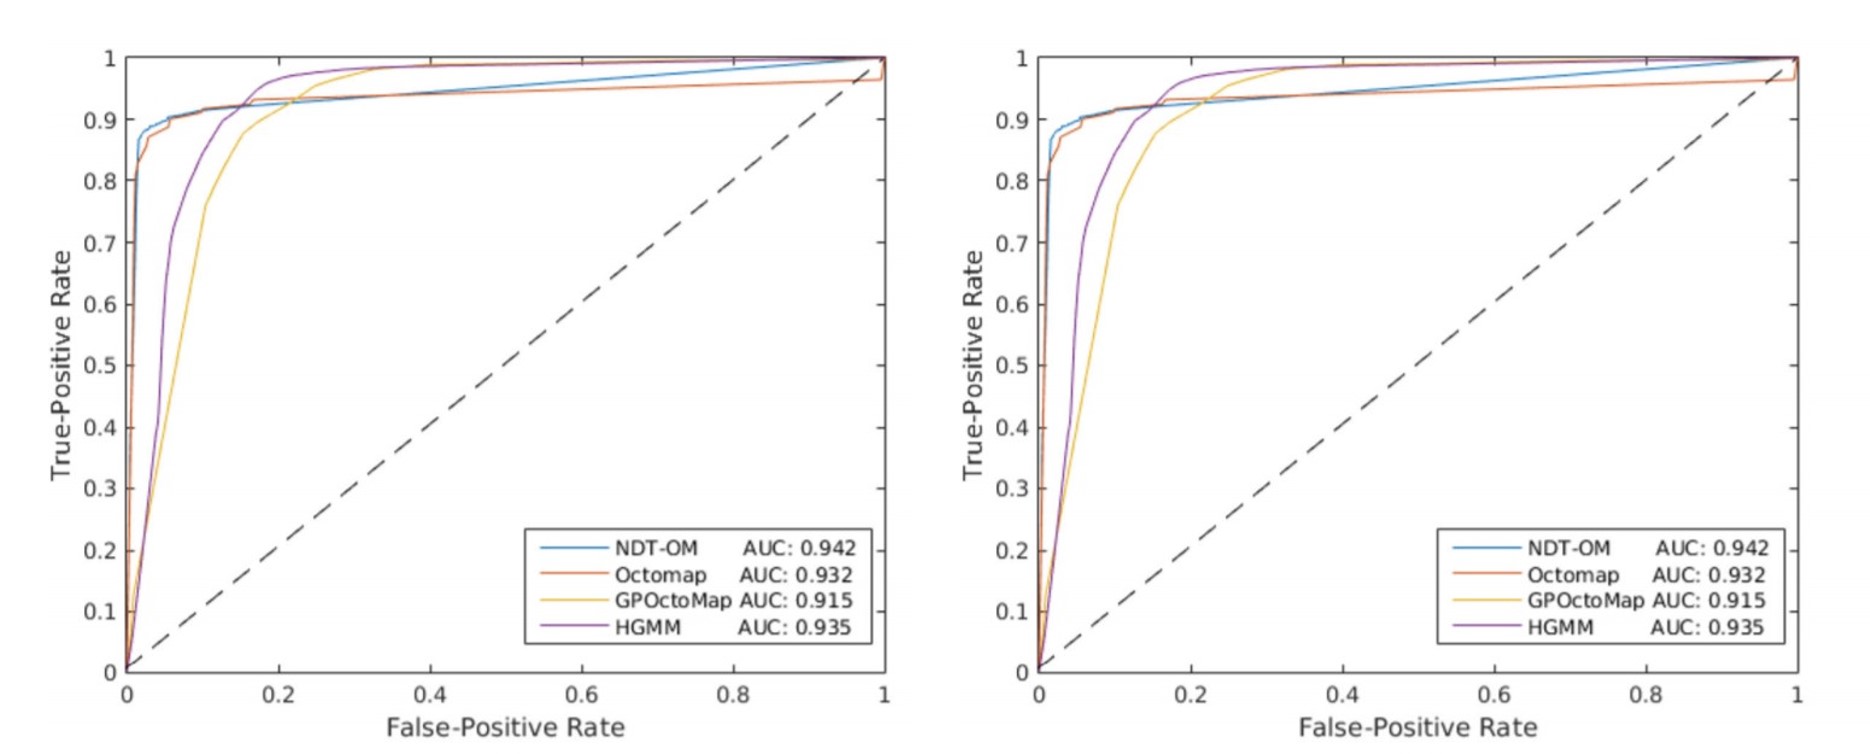 1
0.9
0.8
0.7
0.6
0.5
0.4
0.3
0.2
0.1
0
True-Positive Rate
NDT-OM AUC: 0.942
Octomap AUC: 0.932
GPOctoMap AUC: 0.915
HGMM AUC: 0.935
0 0.2 0.4 0.6 0.8 1
False-Positive Rate
1
0.9
0.8
0.7
0.6
0.5
0.4
0.3
0.2
0.1
0
True-Positive Rate
NDT-OM AUC: 0.942
Octomap AUC: 0.932
GPOctoMap AUC: 0.915
HGMM AUC: 0.935
0 0.2 0.4 0.6 0.8 1
False-Positive Rate